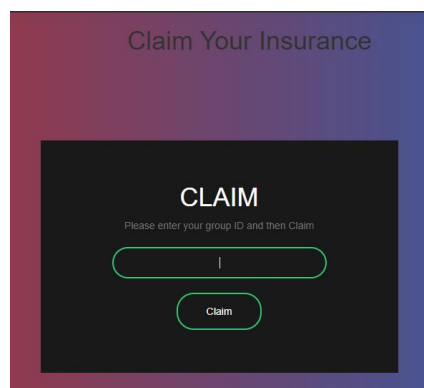 Claim Your Insurance
CLAIM
Please enter your group ID and then Claim
Claim